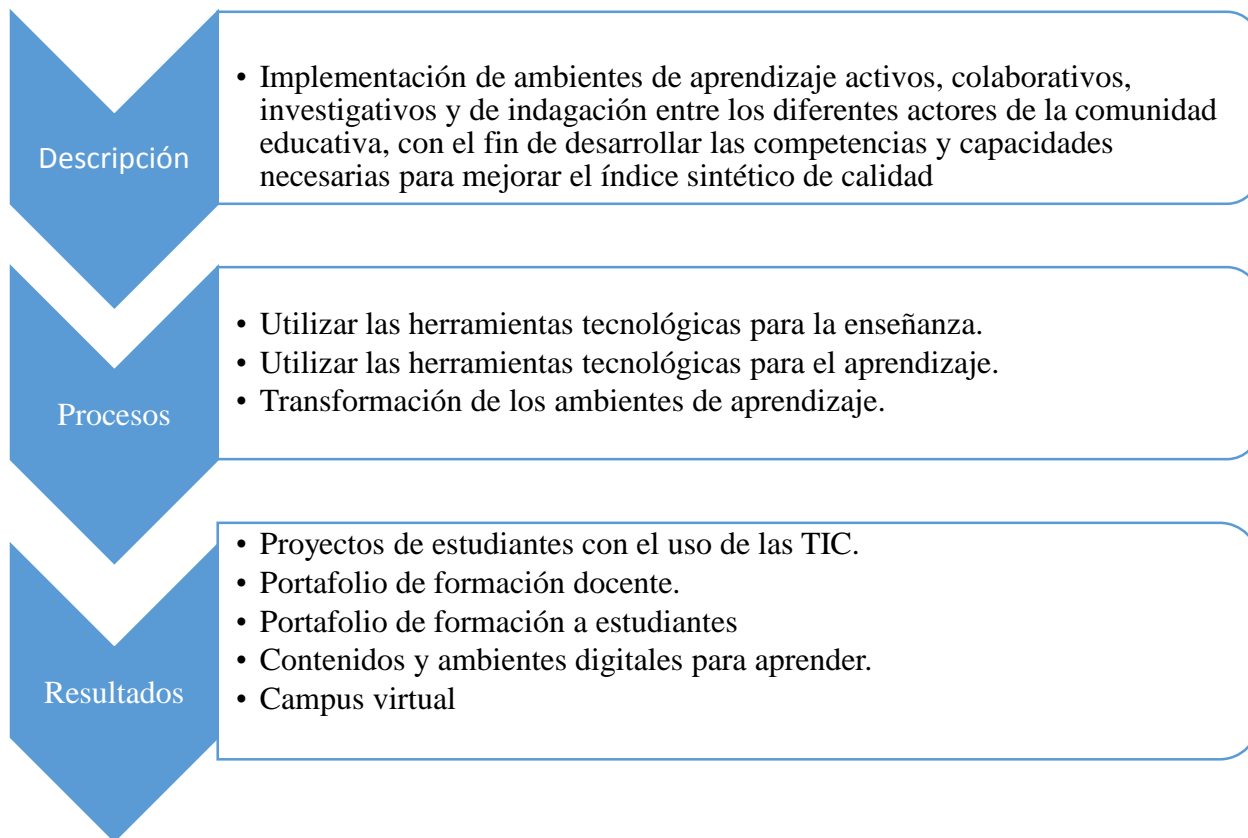 Descripción
• Implementación de ambientes de aprendizaje activos, colaborativos,
investigativos y de indagación entre los diferentes actores de la comunidad
educativa, con el fin de desarrollar las competencias y capacidades
necesarias para mejorar el índice sintético de calidad
Procesos
• Utilizar las herramientas tecnológicas para la enseñanza.
• Utilizar las herramientas tecnológicas para el aprendizaje.
• Transformación de los ambientes de aprendizaje.
Resultados
• Proyectos de estudiantes con el uso de las TIC.
• Portafolio de formación docente.
• Portafolio de formación a estudiantes
• Contenidos y ambientes digitales para aprender.
• Campus virtual